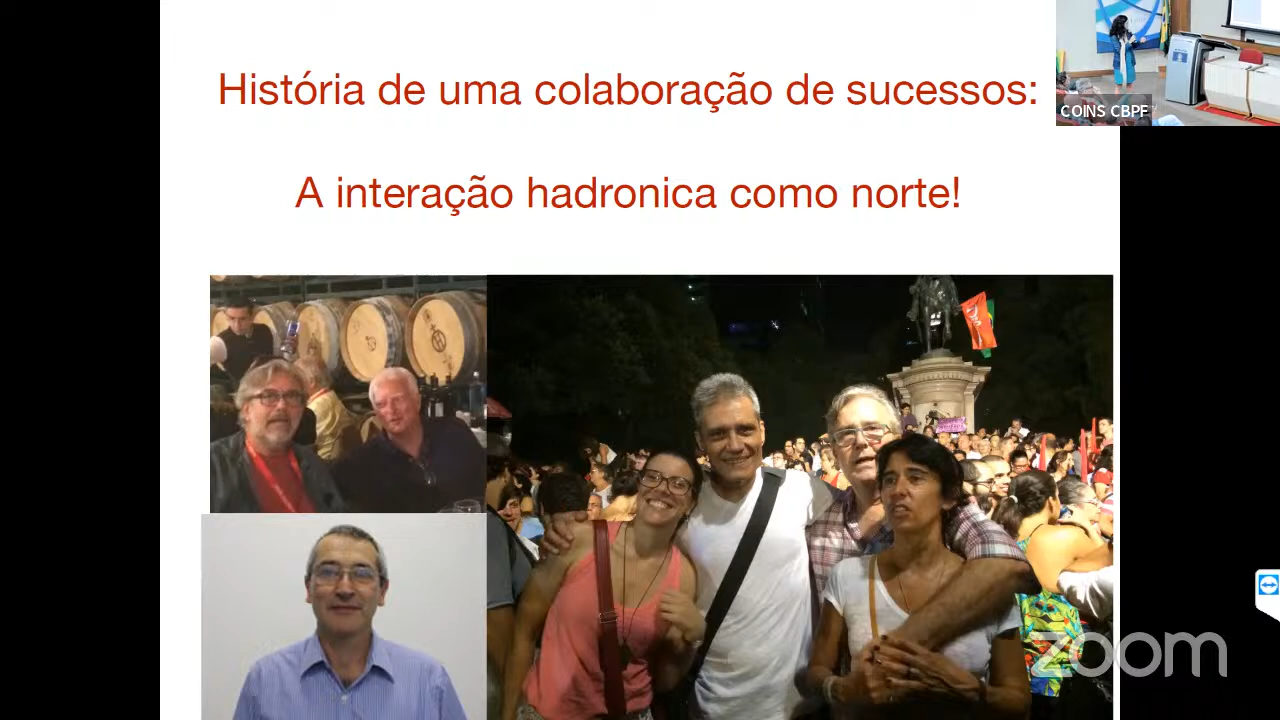 História de uma colaboração de sucessos:
A interação hadronica como norte!
COINS CBPF
zoom